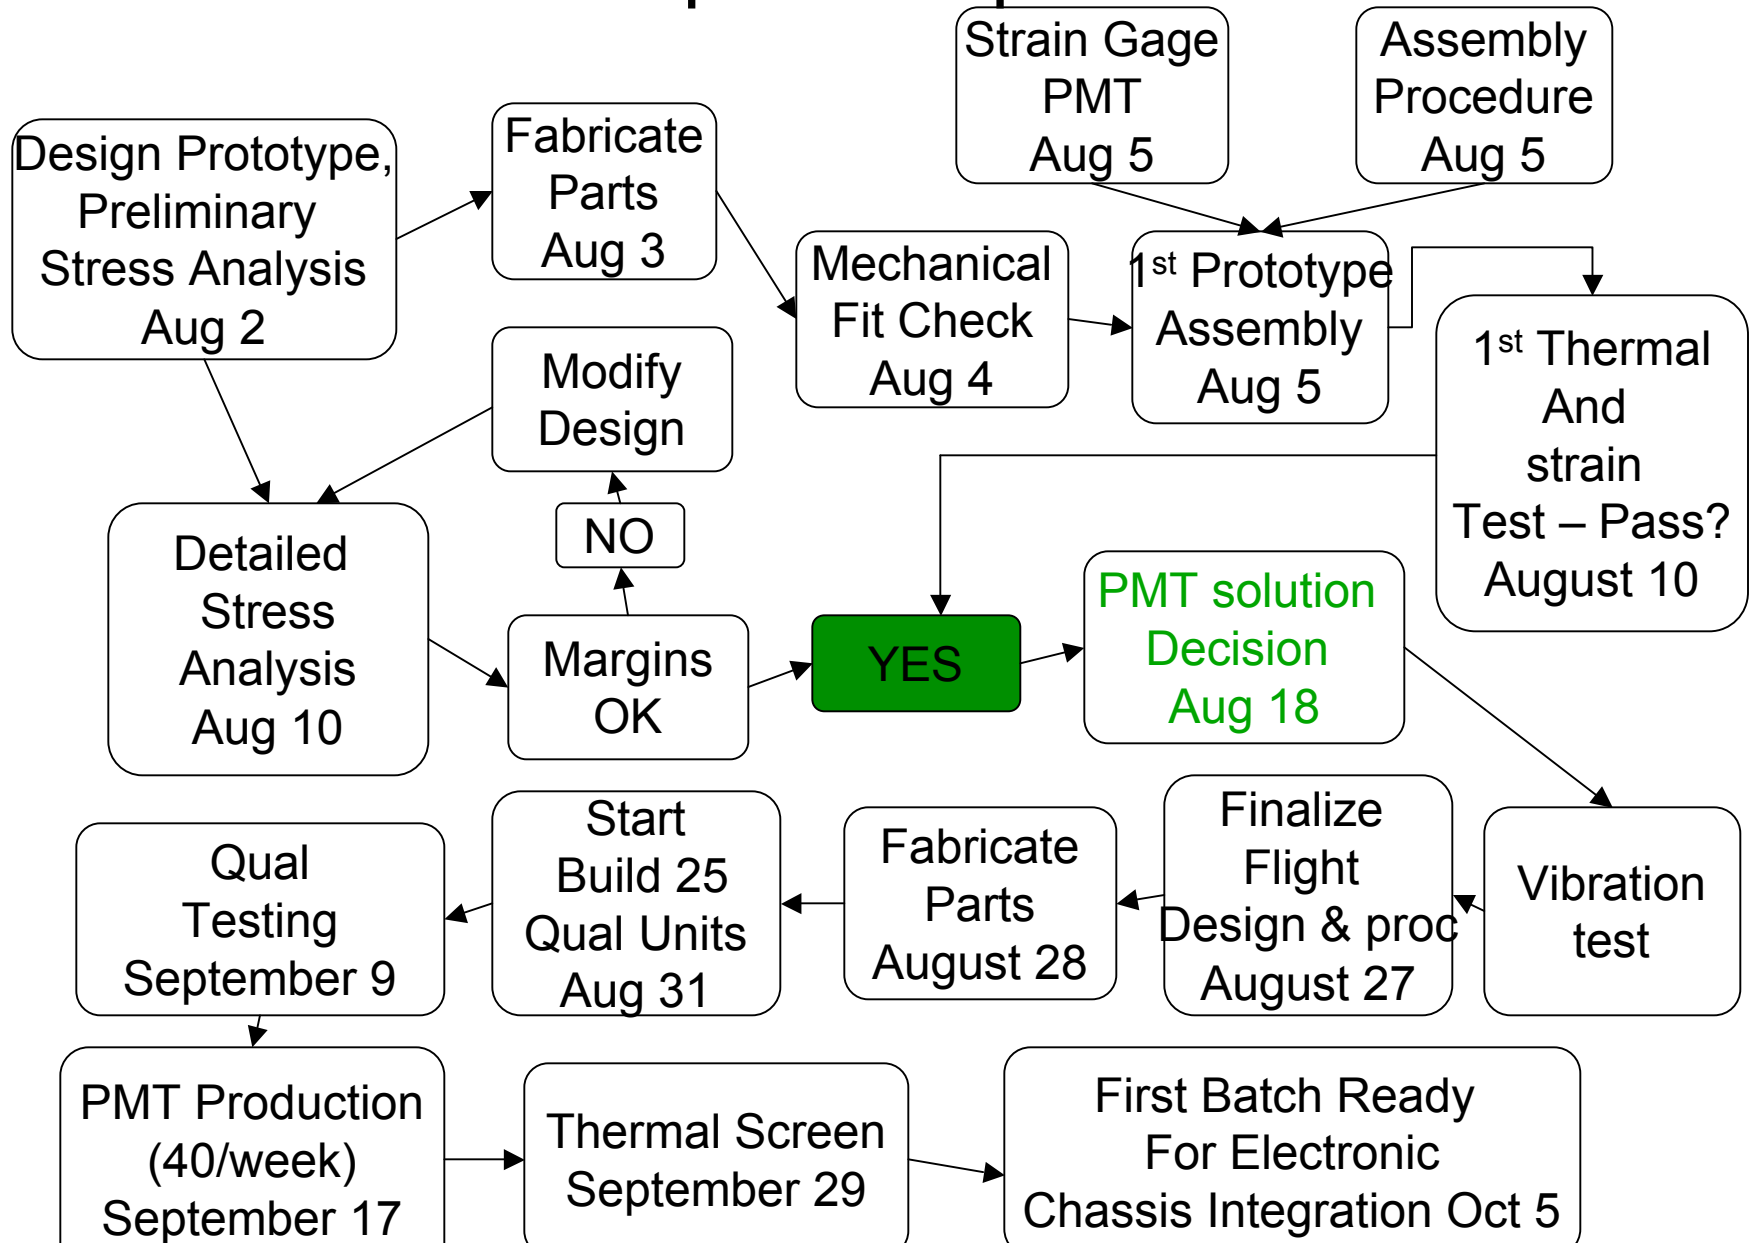 Strain Gage
PMT
Aug 5
Assembly
Procedure
Aug 5
Design Prototype,
Preliminary
Stress Analysis
Aug 2
Fabricate
Parts
Aug 3
Mechanical
Fit Check
Aug 4
1st Prototype
Assembly
Aug 5
1st Thermal
And
strain
Test – Pass?
August 10
Modify
Design
NO
Detailed
Stress
Analysis
Aug 10
Margins
OK
YES
PMT solution
Decision
Aug 18
Vibration
test
Finalize
Flight
Design & proc
August 27
Fabricate
Parts
August 28
Start
Build 25
Qual Units
Aug 31
Qual
Testing
September 9
PMT Production
(40/week)
September 17
Thermal Screen
September 29
First Batch Ready
For Electronic
Chassis Integration Oct 5